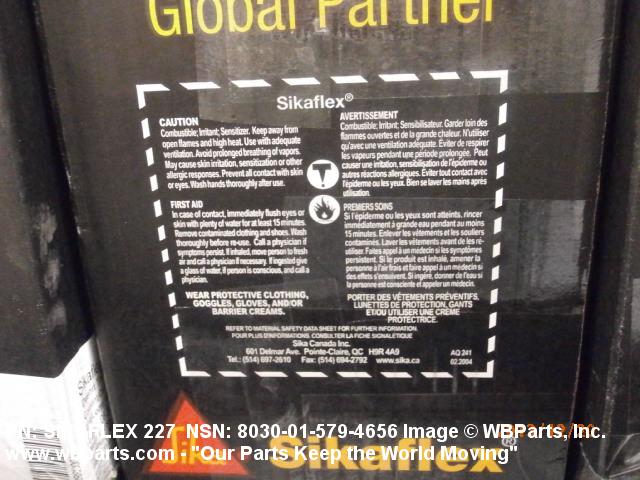 Global Partner
Sikaflex®
CAUTION
Combustible; Irritant; Sensitizer. Keep away from
open flames and high heat. Use with adequate
ventilation. Avoid prolonged breathing of vapors.
May cause skin irritation, sensitization or other
allergic responses. Prevent all contact with skin
or eyes. Wash hands thoroughly after use.
FIRST AID
In case of contact, immediately flush eyes or
skin with plenty of water for at least 15 minutes.
Remove contaminated clothing and shoes. Wash
thoroughly before re-use. Call a physician if
symptoms persist. If inhaled, move person to fresh
air and call a physician if necessary. If ingested give
a glass of water, if person is conscious, and call a
physician.
WEAR PROTECTIVE CLOTHING,
GOGGLES, GLOVES, AND/OR
BARRIER CREAMS.
AVERTISSEMENT
Combustible; Irritant; Sensibilisateur. Garder loin des
flammes ouvertes et de la grande chaleur. N'utiliser
qu'avec une ventilation adéquate. Éviter de respirer
les vapeurs pendant une période prolongée. Peut
causer une irritation, sensibilisation de l'épiderme ou
autres réactions allergiques. Éviter tout contact avec
l'épiderme ou les yeux. Bien se laver les mains après
utilisation.
PREMIERS SOINS
Si l'épiderme ou les yeux sont atteints, rincer
immédiatement à grande eau pendant au moins
15 minutes. Enlever les vêtements et les souliers
contaminés. Laver les vêtements avant de les ré-
utiliser. Faites appel à un médecin si les symptômes
persistent. Si le produit est inhalé, amener la
personne à l'air frais et faire appel à un médecin si
des effets s'ensuivent. Si ingéré, donner de l'eau si
la personne est consciente et appeler un médecin.
PORTER DES VÊTEMENTS PRÉVENTIFS,
LUNETTES DE PROTECTION, GANTS
ET/OU UTILISER UNE CRÈME
PROTECTRICE.
REFER TO MATERIAL SAFETY DATA SHEET FOR FURTHER INFORMATION.
POUR PLUS D'INFORMATIONS, CONSULTER LA FICHE SIGNALÉTIQUE
Sika Canada Inc.
601 Delmar Ave. Pointe-Claire, QC H9R 4A9
Tel.: (514) 697-2610 Fax: (514) 694-2792 www.sika.ca
AQ 241
02.2004
PN: SIKAFLEX 227 NSN: 8030-01-579-4656 Image © WBParts, Inc.
www.wbparts.com - "Our Parts Keep the World Moving"
Sika
Sikaflex®